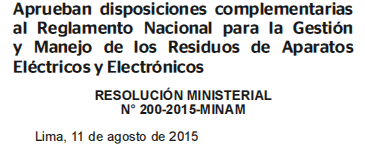 Aprueban disposiciones complementarias
al Reglamento Nacional para la Gestión
y Manejo de los Residuos de Aparatos
Eléctricos y Electrónicos
RESOLUCIÓN MINISTERIAL
N° 200-2015-MINAM
Lima, 11 de agosto de 2015